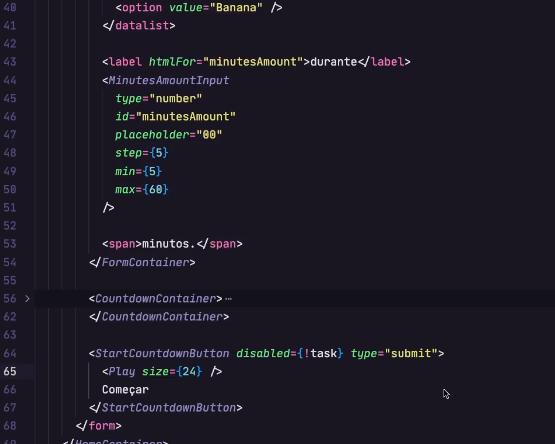 40 <option value="Banana" />
41 </datalist>
42
43 <label htmlFor="minutesAmount">durante</label>
44 <MinutesAmountInput
45 type="number"
46 id="minutesAmount"
47 placeholder="00"
48 step={5}
49 min={5}
50 max={60}
51 />
52
53 <span>minutos.</span>
54 </FormContainer>
55
56 <CountdownContainer>⋯
62 </CountdownContainer>
63
64 <StartCountdownButton disabled={!task} type="submit">
65 <Play size={24} />
66 Começar
67 </StartCountdownButton>
68 </form>
69 </HomeContainer>